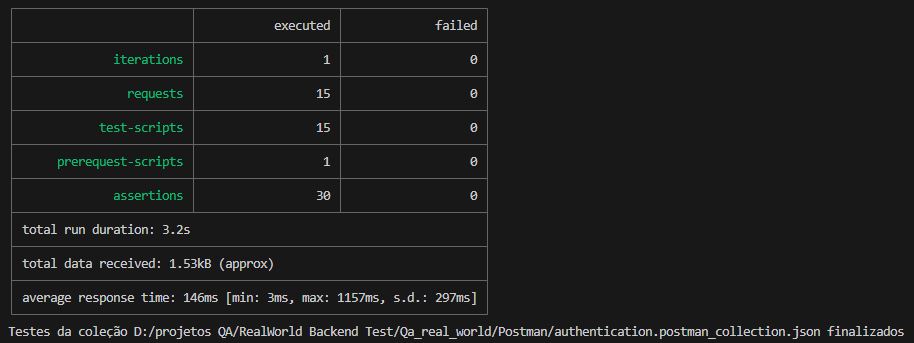 executed failed
iterations 1 0
requests 15 0
test-scripts 15 0
prerequest-scripts 1 0
assertions 30 0
total run duration: 3.2s
total data received: 1.53kB (approx)
average response time: 146ms [min: 3ms, max: 1157ms, s.d.: 297ms]
Testes da coleção D:/projetos QA/RealWorld Backend Test/Qa_real_world/Postman/authentication.postman_collection.json finalizados